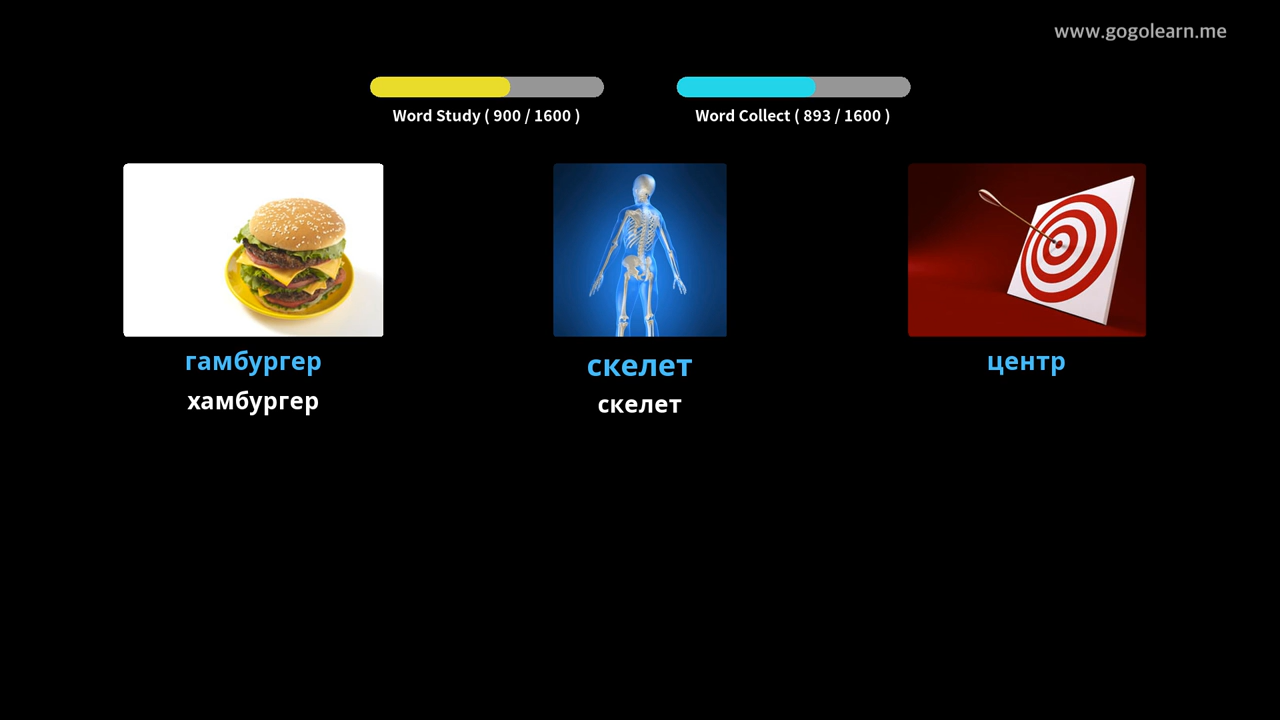 www.gogolearn.me
Word Study ( 900 / 1600 )
Word Collect ( 893 / 1600 )
гамбургер
хамбургер
скелет
скелет
центр